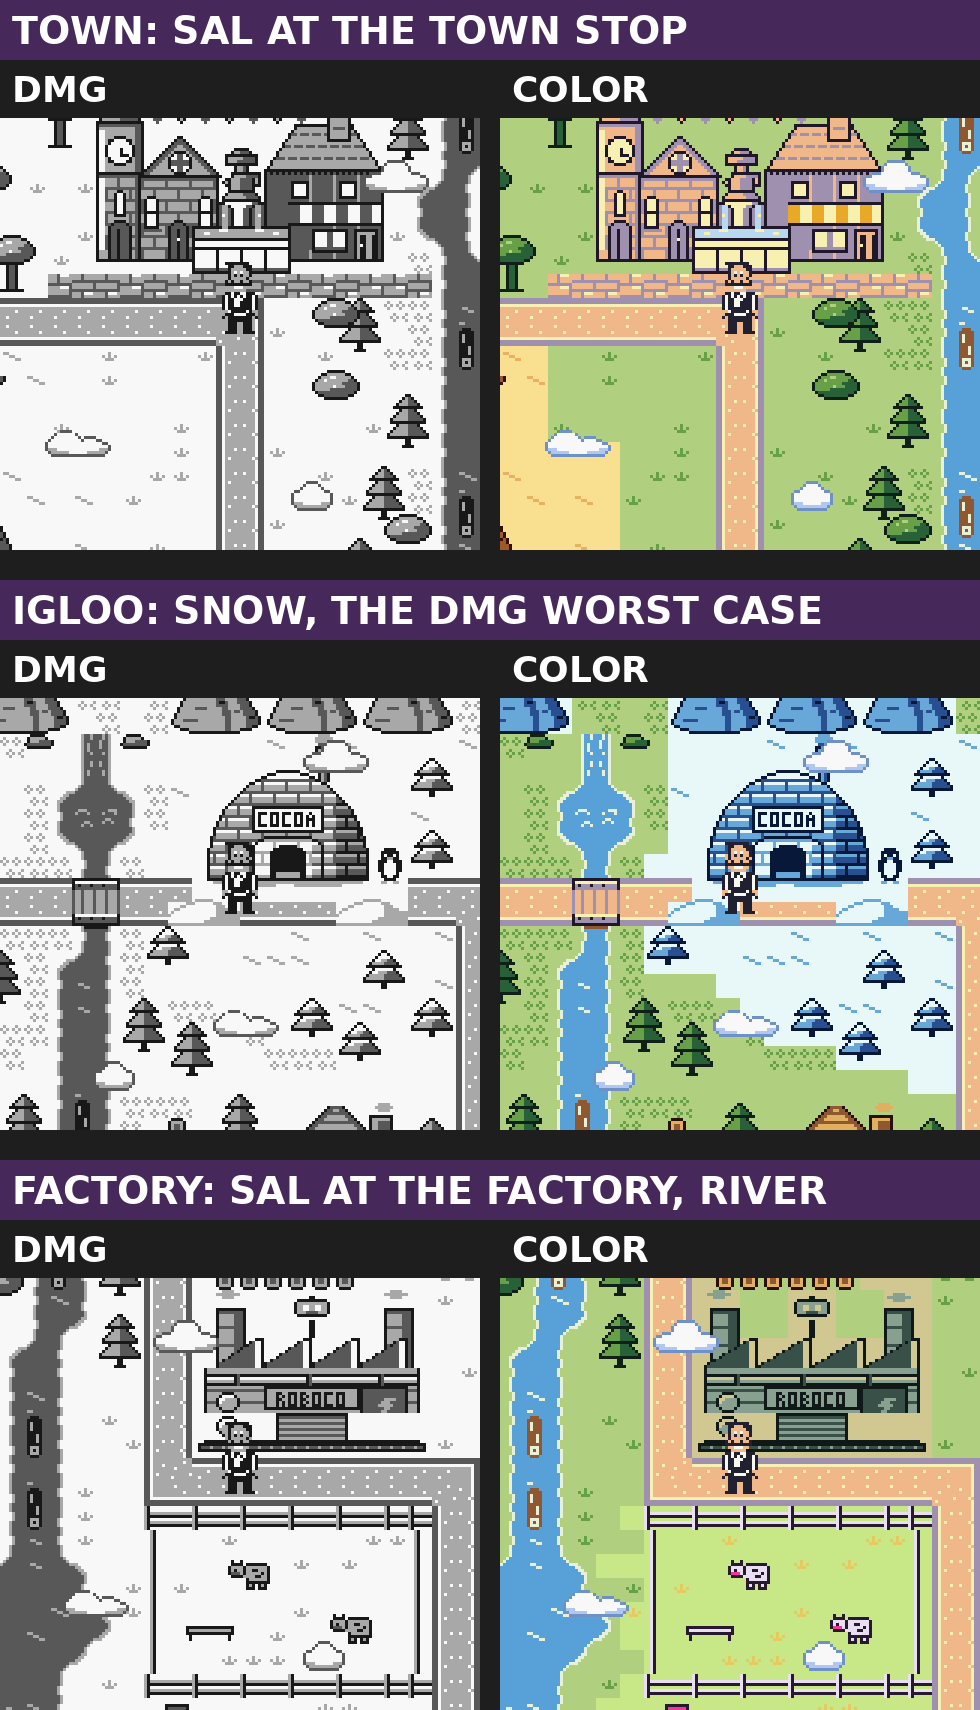 TOWN: SAL AT THE TOWN STOP
DMG COLOR
IGLOO: SNOW, THE DMG WORST CASE
DMG COLOR
COCOA COCOA
FACTORY: SAL AT THE FACTORY, RIVER
DMG COLOR
ROBOCO ROBOCO